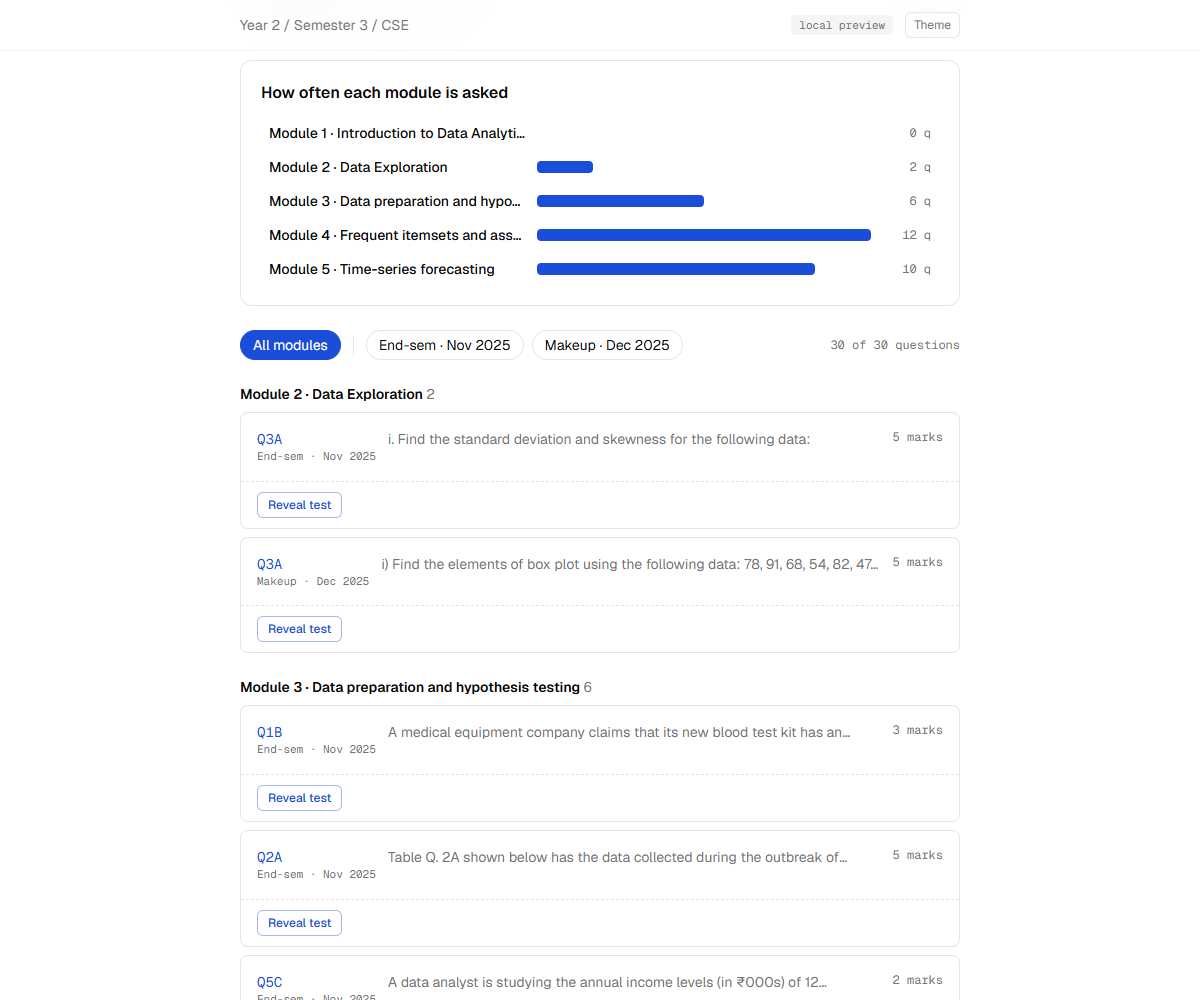 Year 2 / Semester 3 / CSE
local preview
Theme
How often each module is asked
Module 1 · Introduction to Data Analyti... 0 q
Module 2 · Data Exploration 2 q
Module 3 · Data preparation and hypo... 6 q
Module 4 · Frequent itemsets and ass... 12 q
Module 5 · Time-series forecasting 10 q
All modules
End-sem · Nov 2025
Makeup · Dec 2025
30 of 30 questions
Module 2 · Data Exploration 2
Q3A i. Find the standard deviation and skewness for the following data: 5 marks
End-sem · Nov 2025
Reveal test
Q3A i) Find the elements of box plot using the following data: 78, 91, 68, 54, 82, 47... 5 marks
Makeup · Dec 2025
Reveal test
Module 3 · Data preparation and hypothesis testing 6
Q1B A medical equipment company claims that its new blood test kit has an... 3 marks
End-sem · Nov 2025
Reveal test
Q2A Table Q. 2A shown below has the data collected during the outbreak of... 5 marks
End-sem · Nov 2025
Reveal test
Q5C A data analyst is studying the annual income levels (in ₹000s) of 12... 2 marks
End-sem · Nov 2025